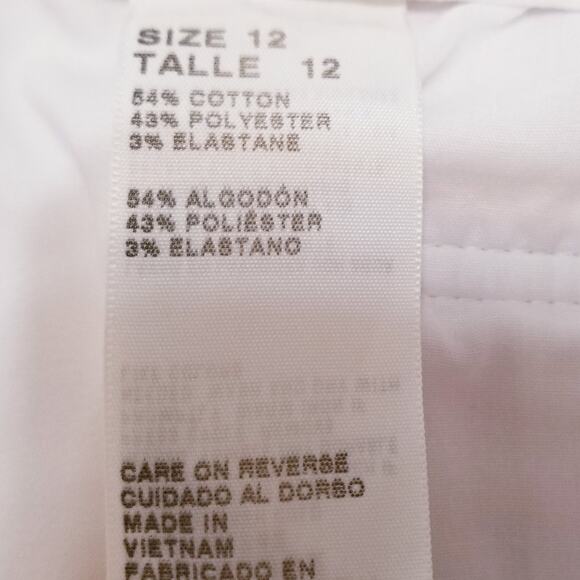 SIZE 12
TALLE 12
54% COTTON
43% POLYESTER
3% ELASTANE
54% ALGODÓN
43% POLIÉSTER
3% ELASTANO
CARE ON REVERSE
CUIDADO AL DORSO
MADE IN
VIETNAM
FABRICADO EN